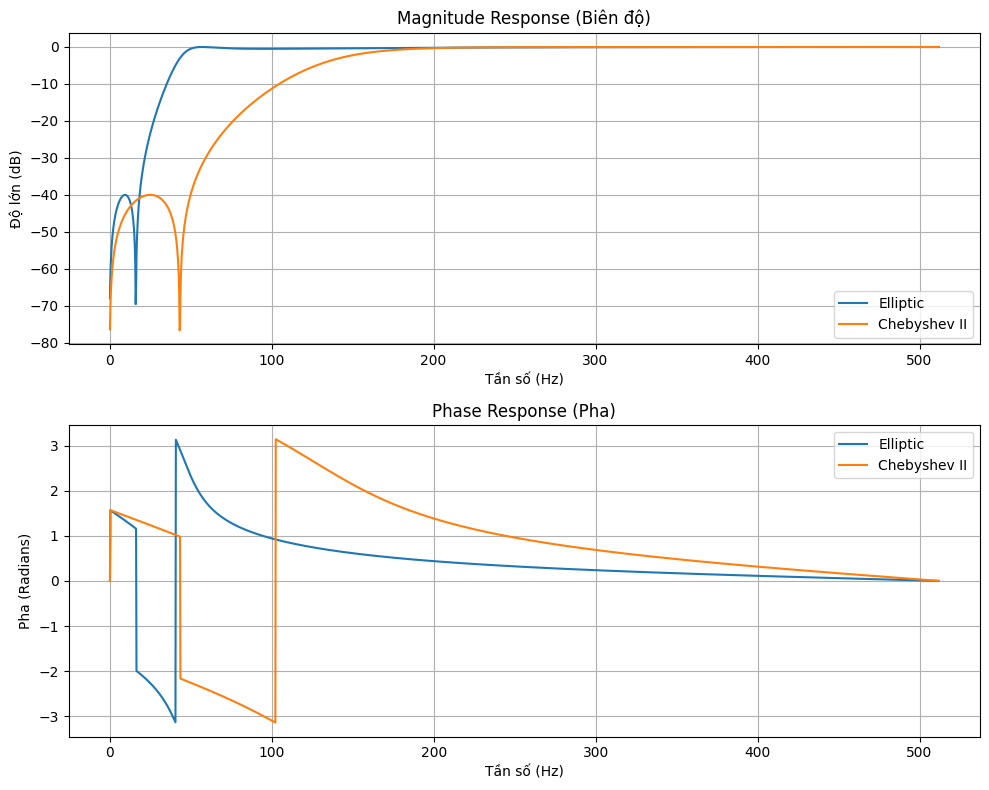 Magnitude Response (Biên độ)
Độ lớn (dB)
0
−10
−20
−30
−40
−50
−60
−70
−80
0
100
200
300
400
500
Tần số (Hz)
Elliptic
Chebyshev II
Phase Response (Pha)
Pha (Radians)
3
2
1
0
−1
−2
−3
0
100
200
300
400
500
Tần số (Hz)
Elliptic
Chebyshev II